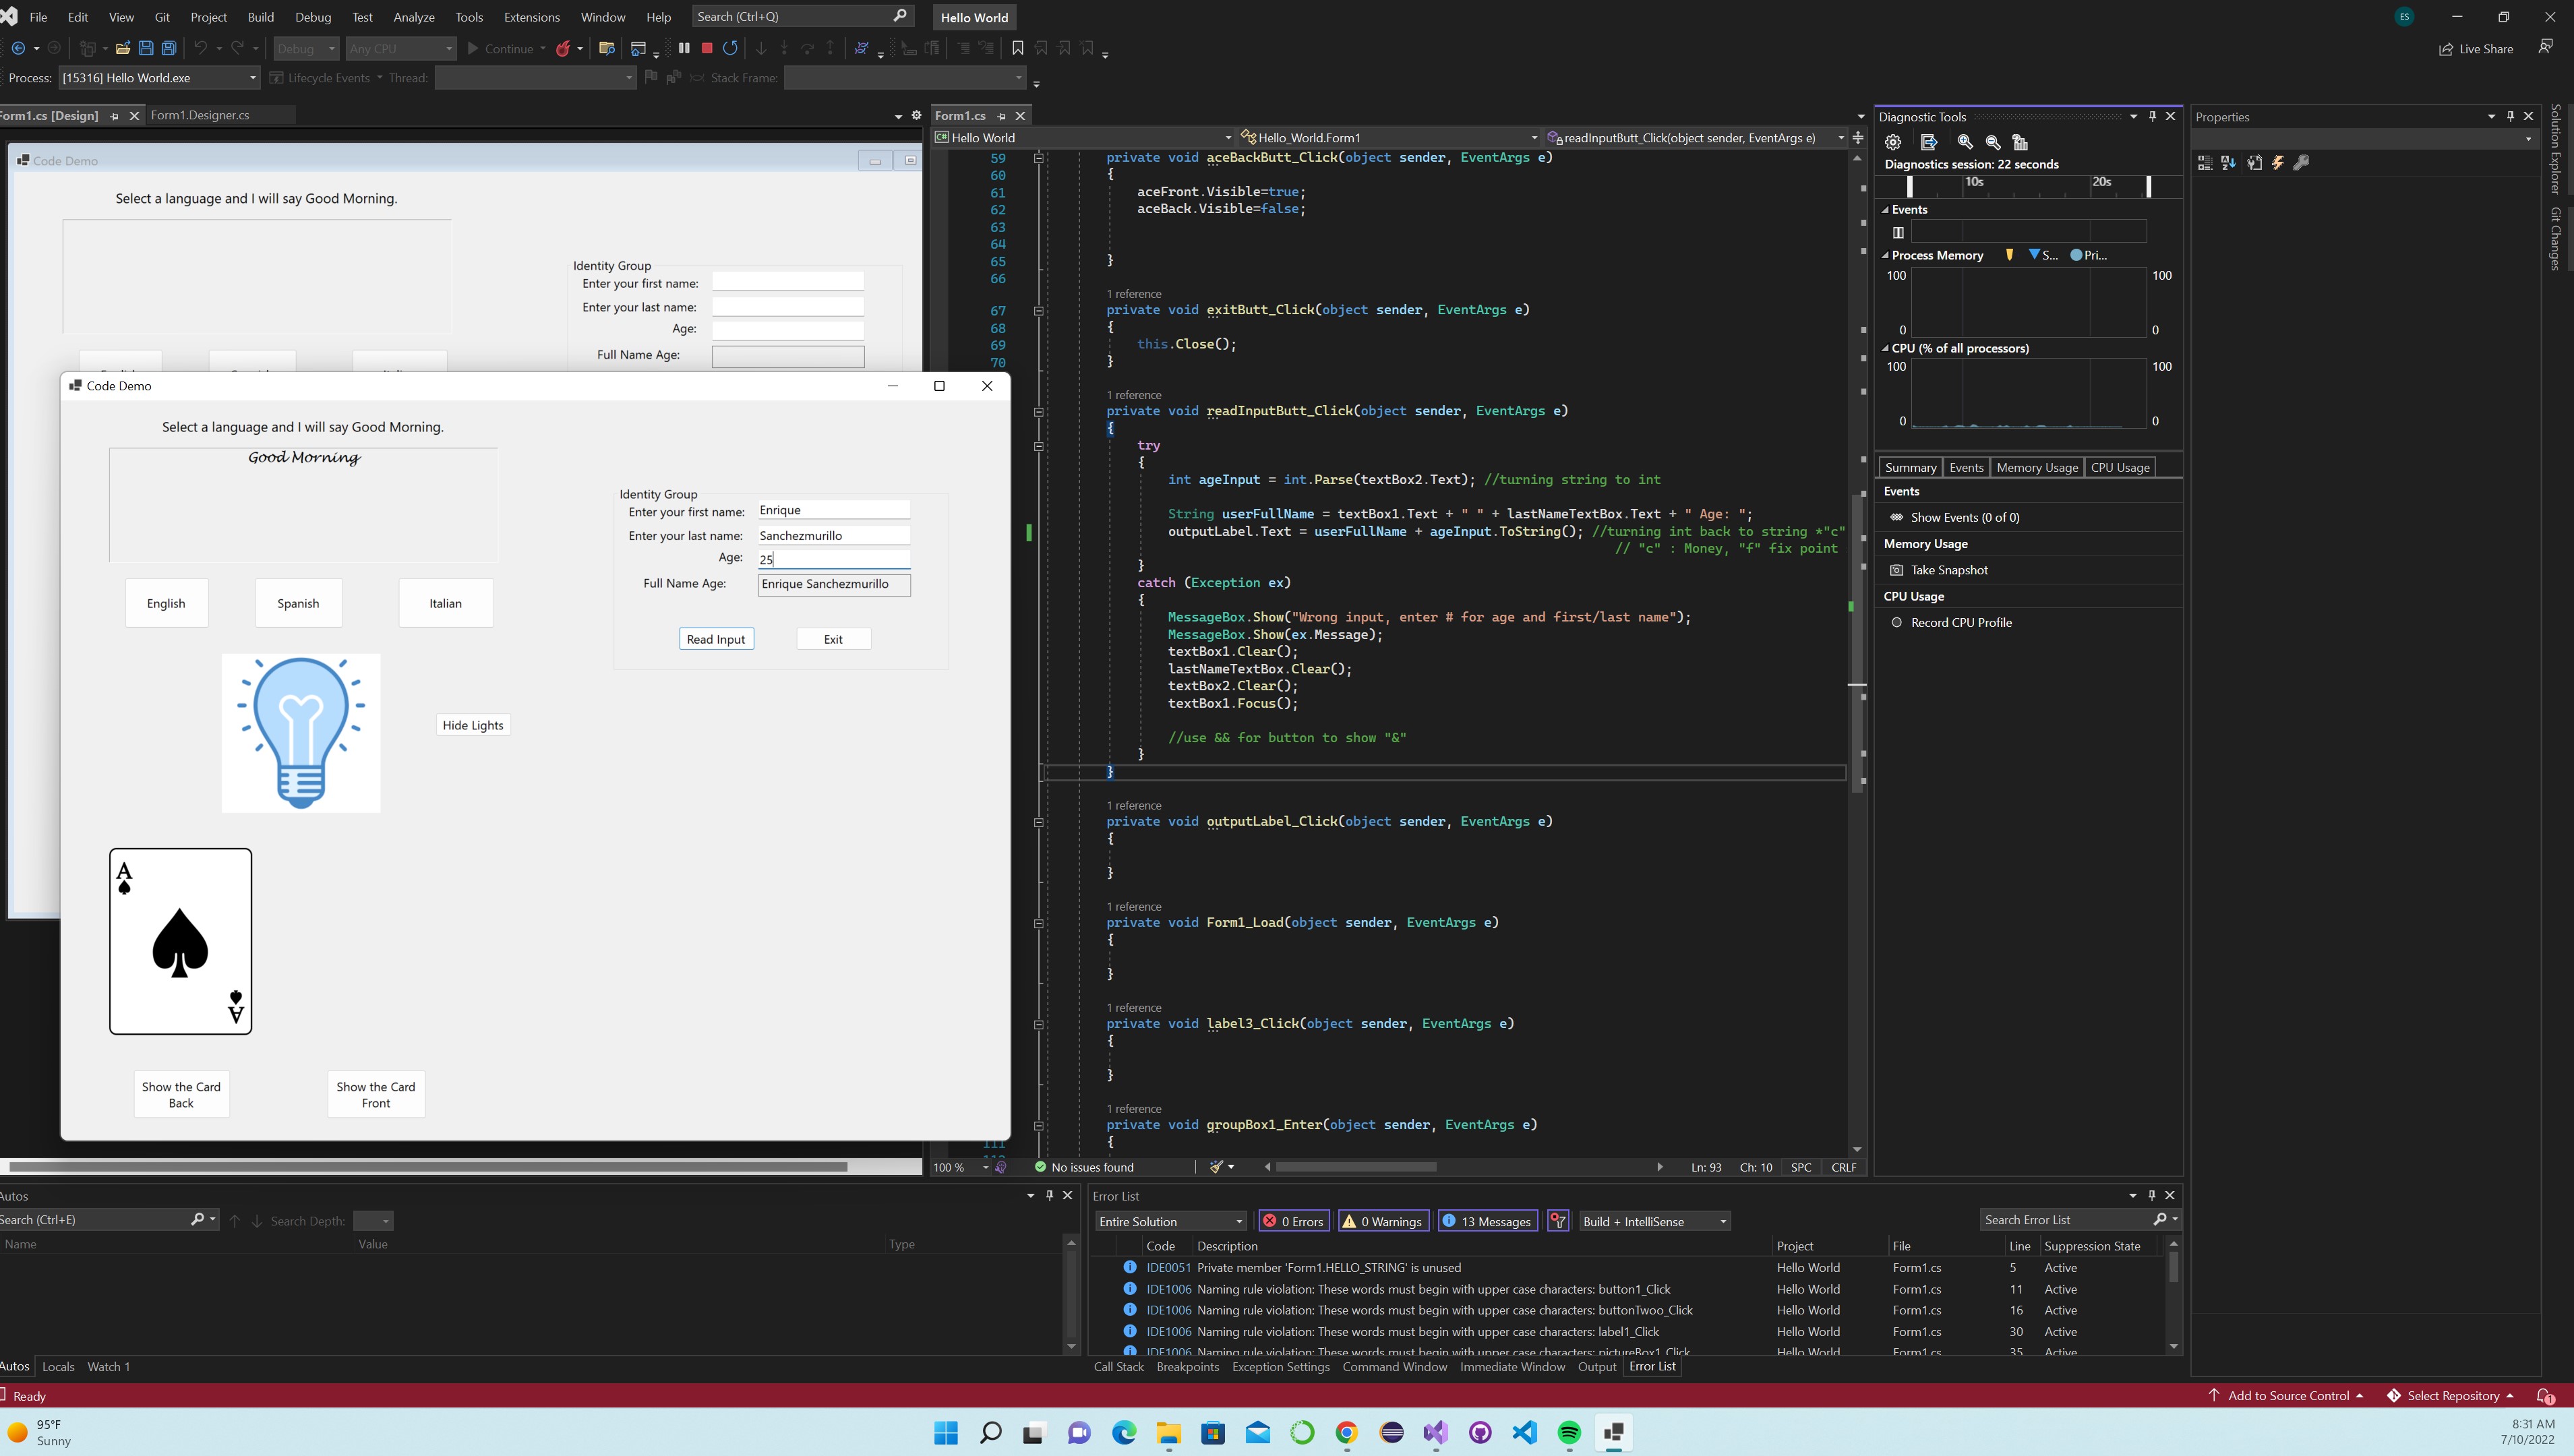 File Edit View Git Project Build Debug Test Analyze Tools Extensions Window Help Search (Ctrl+Q) Hello World
Debug Any CPU Continue Live Share
Process: [15316] Hello World.exe Lifecycle Events Thread: Stack Frame:
Form1.cs [Design] Form1.Designer.cs
Code Demo
Select a language and I will say Good Morning.
Identity Group
Enter your first name:
Enter your last name:
Age:
Full Name Age:
Code Demo
Select a language and I will say Good Morning.
Good Morning
Identity Group
Enter your first name: Enrique
Enter your last name: Sanchezmurillo
Age: 25
Full Name Age: Enrique Sanchezmurillo
English Spanish Italian
Read Input Exit
Hide Lights
A
A
Show the Card
Back
Show the Card
Front
Form1.cs
Hello World Hello_World.Form1 readInputButt_Click(object sender, EventArgs e)
59 private void aceBackButt_Click(object sender, EventArgs e)
60 {
61 aceFront.Visible=true;
62 aceBack.Visible=false;
63
64
65 }
66
1 reference
67 private void exitButt_Click(object sender, EventArgs e)
68 {
69 this.Close();
70 }
1 reference
private void readInputButt_Click(object sender, EventArgs e)
{
try
{
int ageInput = int.Parse(textBox2.Text); //turning string to int
String userFullName = textBox1.Text + " " + lastNameTextBox.Text + " Age: ";
outputLabel.Text = userFullName + ageInput.ToString(); //turning int back to string *"c"
// "c" : Money, "f" fix point
}
catch (Exception ex)
{
MessageBox.Show("Wrong input, enter # for age and first/last name");
MessageBox.Show(ex.Message);
textBox1.Clear();
lastNameTextBox.Clear();
textBox2.Clear();
textBox1.Focus();
//use && for button to show "&"
}
}
1 reference
private void outputLabel_Click(object sender, EventArgs e)
{
}
1 reference
private void Form1_Load(object sender, EventArgs e)
{
}
1 reference
private void label3_Click(object sender, EventArgs e)
{
}
1 reference
private void groupBox1_Enter(object sender, EventArgs e)
111 {
100 % No issues found Ln: 93 Ch: 10 SPC CRLF
Diagnostic Tools
Diagnostics session: 22 seconds
10s 20s
Events
Process Memory S... Pri...
100 100
0 0
CPU (% of all processors)
100 100
0 0
Summary Events Memory Usage CPU Usage
Events
Show Events (0 of 0)
Memory Usage
Take Snapshot
CPU Usage
Record CPU Profile
Properties
Solution Explorer
Git Changes
Autos
Search (Ctrl+E) Search Depth:
Name Value Type
Autos Locals Watch 1
Error List
Entire Solution 0 Errors 0 Warnings 13 Messages Build + IntelliSense Search Error List
Code Description Project File Line Suppression State
IDE0051 Private member 'Form1.HELLO_STRING' is unused Hello World Form1.cs 5 Active
IDE1006 Naming rule violation: These words must begin with upper case characters: button1_Click Hello World Form1.cs 11 Active
IDE1006 Naming rule violation: These words must begin with upper case characters: buttonTwoo_Click Hello World Form1.cs 16 Active
IDE1006 Naming rule violation: These words must begin with upper case characters: label1_Click Hello World Form1.cs 30 Active
IDE1006 Naming rule violation: These words must begin with upper case characters: pictureBox1_Click Hello World Form1.cs 35 Active
Call Stack Breakpoints Exception Settings Command Window Immediate Window Output Error List
Ready Add to Source Control Select Repository 1
95°F
Sunny
8:31 AM
7/10/2022
ES